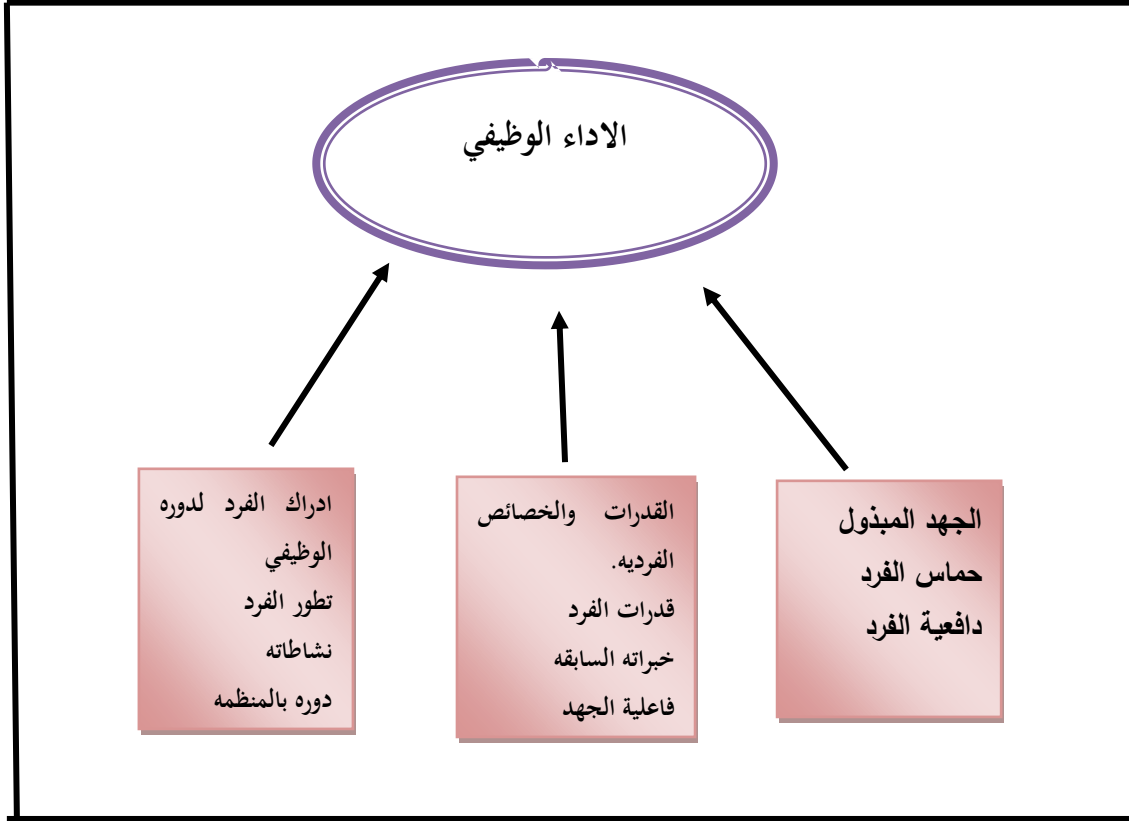 الاداء الوظيفي
الجهد المبذول
حماس الفرد
دافعية الفرد
القدرات والخصائص
الفرديه.
قدرات الفرد
خبراته السابقه
فاعلية الجهد
ادراك الفرد لدوره
الوظيفي
تطور الفرد
نشاطاته
دوره بالمنظمه